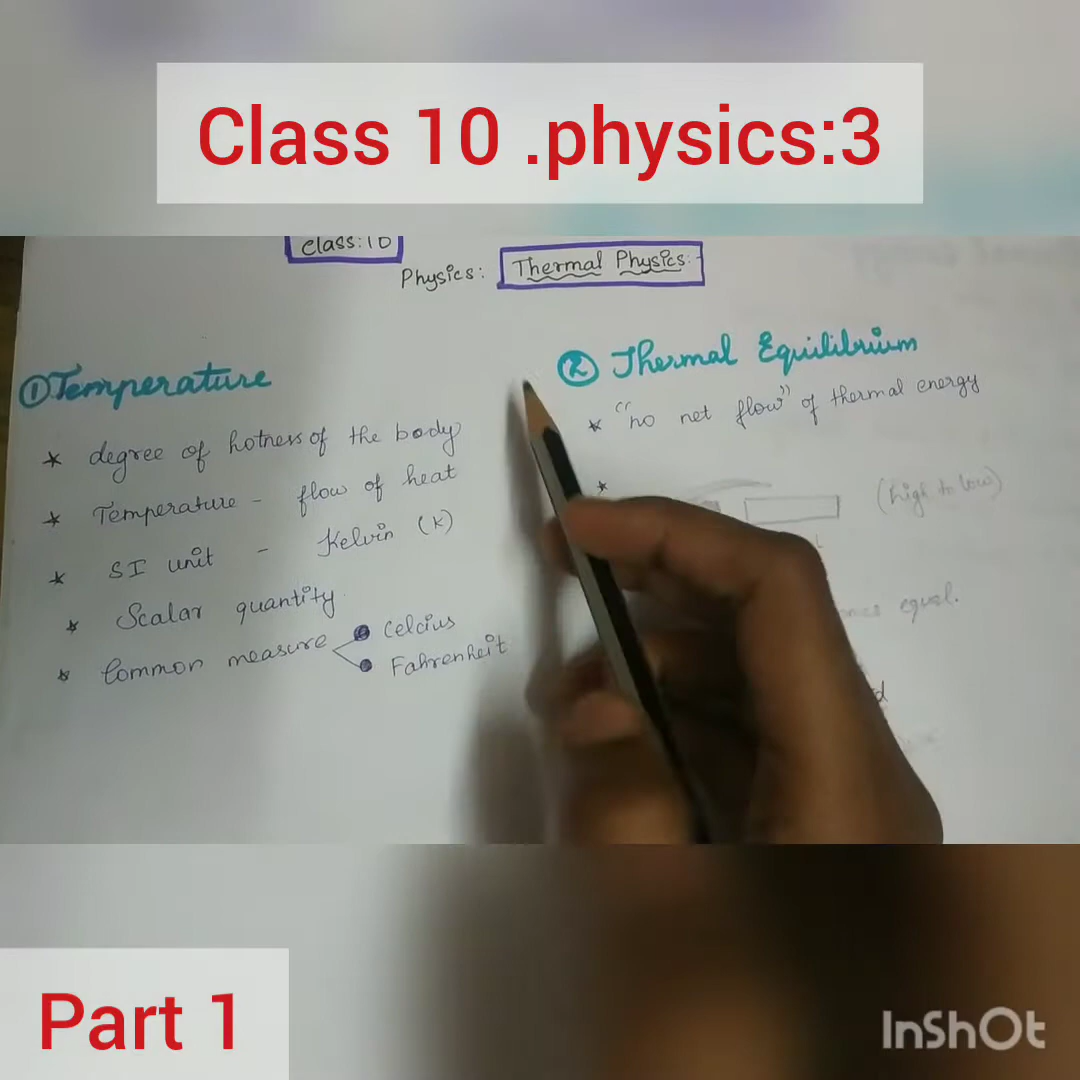 Class 10 .physics:3
class:10
Physics: Thermal Physics:-
① Temperature
* degree of hotness of the body
* Temperature - flow of heat
* SI unit - Kelvin (K)
* Scalar quantity
* Common measure
Celcius
Fahrenheit
② Thermal Equilibrium
* "no net flow" of thermal energy
*
(high to low)
equal.
Part 1
InShOt